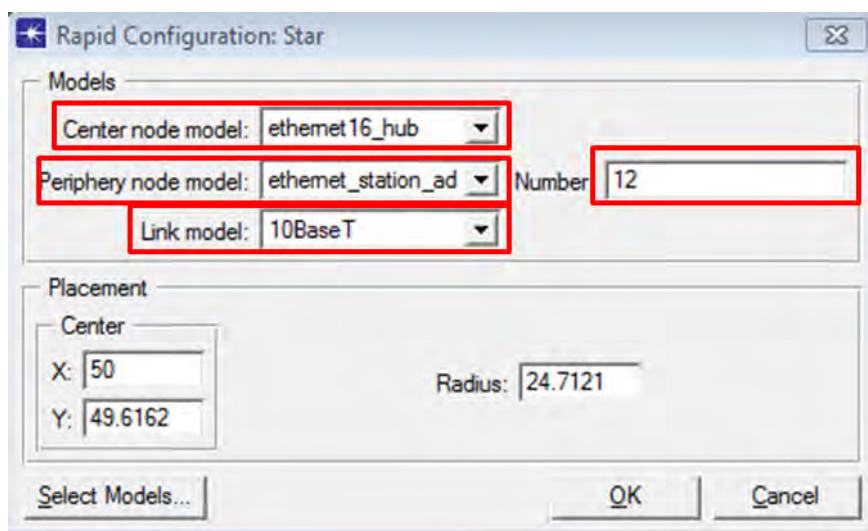 Rapid Configuration: Star
Models
Center node model: ethernet16_hub
Periphery node model: ethernet_station_ad Number 12
Link model: 10BaseT
Placement
Center
X: 50
Radius: 24.7121
Y: 49.6162
Select Models... OK Cancel